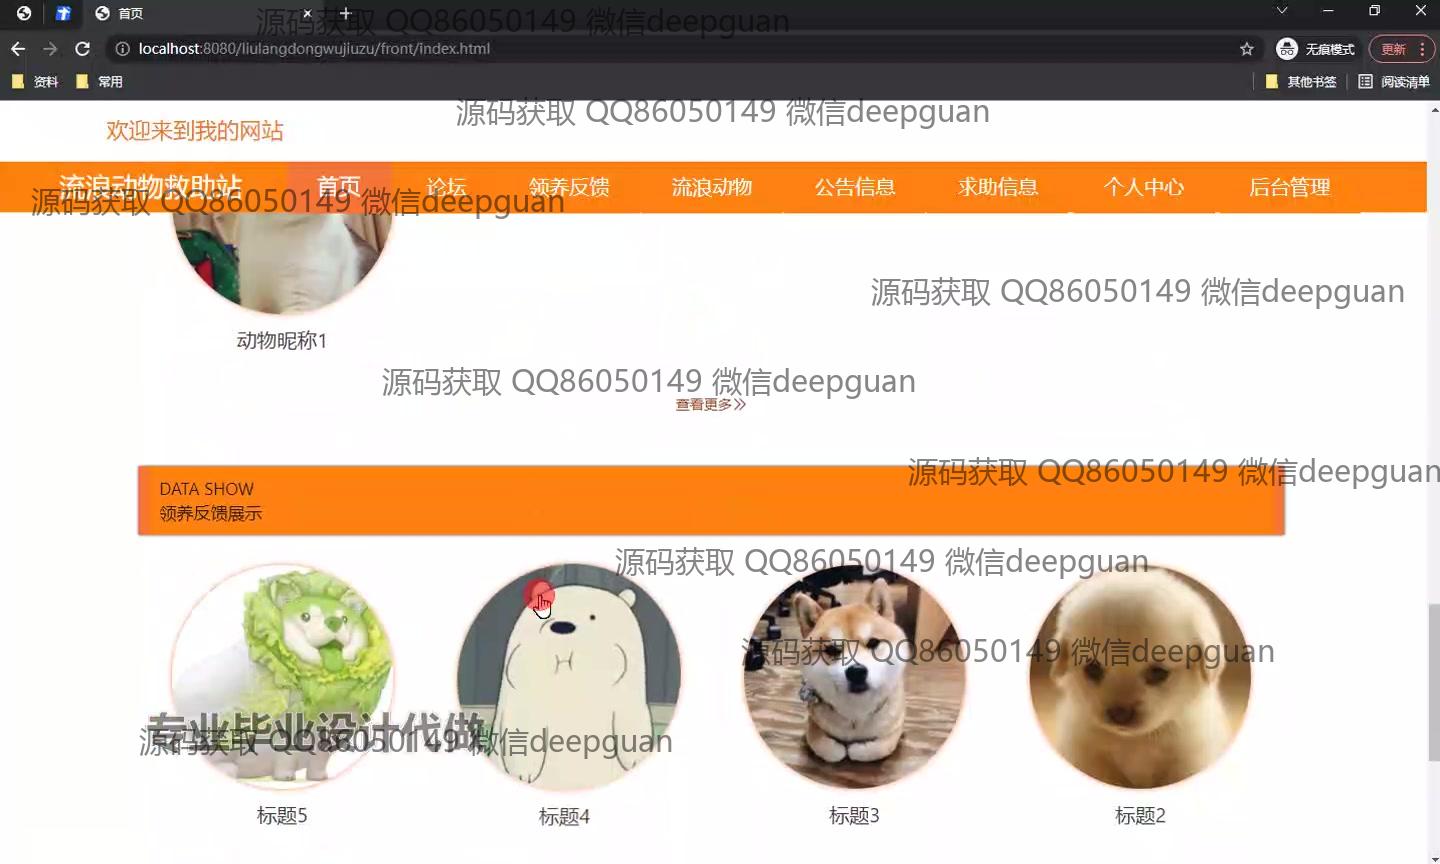 首页
源码获取 QQ86050149 微信deepguan
localhost:8080/liulangdongwujiuzu/front/index.html
无痕模式
更新
资料
常用
其他书签
阅读清单
源码获取 QQ86050149 微信deepguan
欢迎来到我的网站
流浪动物救助站
首页
论坛
领养反馈
流浪动物
公告信息
求助信息
个人中心
后台管理
源码获取 QQ86050149 微信deepguan
源码获取 QQ86050149 微信deepguan
动物昵称1
源码获取 QQ86050149 微信deepguan
查看更多
源码获取 QQ86050149 微信deepguan
DATA SHOW
领养反馈展示
源码获取 QQ86050149 微信deepguan
源码获取 QQ86050149 微信deepguan
专业毕业设计代做
源码获取 QQ86050149 微信deepguan
标题5
标题4
标题3
标题2